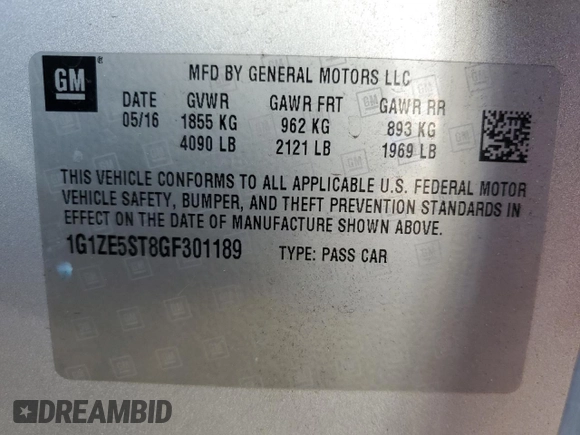 GM
MFD BY GENERAL MOTORS LLC
DATE GVWR GAWR FRT GAWR RR
05/16 1855 KG 962 KG 893 KG
4090 LB 2121 LB 1969 LB
THIS VEHICLE CONFORMS TO ALL APPLICABLE U.S. FEDERAL MOTOR
VEHICLE SAFETY, BUMPER, AND THEFT PREVENTION STANDARDS IN
EFFECT ON THE DATE OF MANUFACTURE SHOWN ABOVE.
1G1ZE5ST8GF301189 TYPE: PASS CAR
DREAMBID